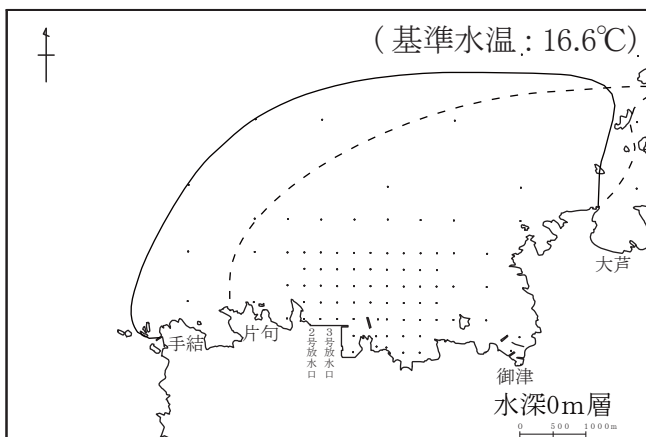 (基準水温：16.6℃)
大芦
手結
片句
2号放水口
3号放水口
御津
水深0m層
0 500 1000m